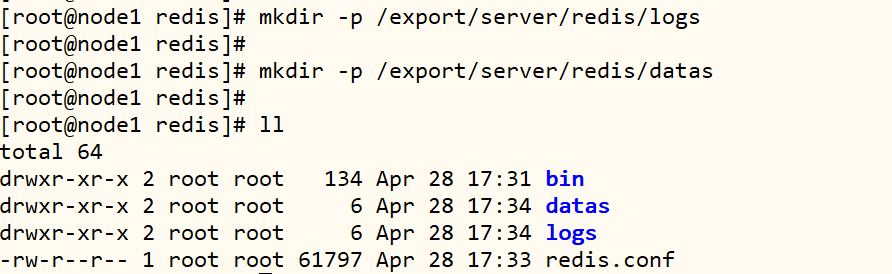 [root@node1 redis]# mkdir -p /export/server/redis/logs
[root@node1 redis]#
[root@node1 redis]# mkdir -p /export/server/redis/datas
[root@node1 redis]#
[root@node1 redis]# ll
total 64
drwxr-xr-x 2 root root   134 Apr 28 17:31 bin
drwxr-xr-x 2 root root     6 Apr 28 17:34 datas
drwxr-xr-x 2 root root     6 Apr 28 17:34 logs
-rw-r--r-- 1 root root 61797 Apr 28 17:33 redis.conf